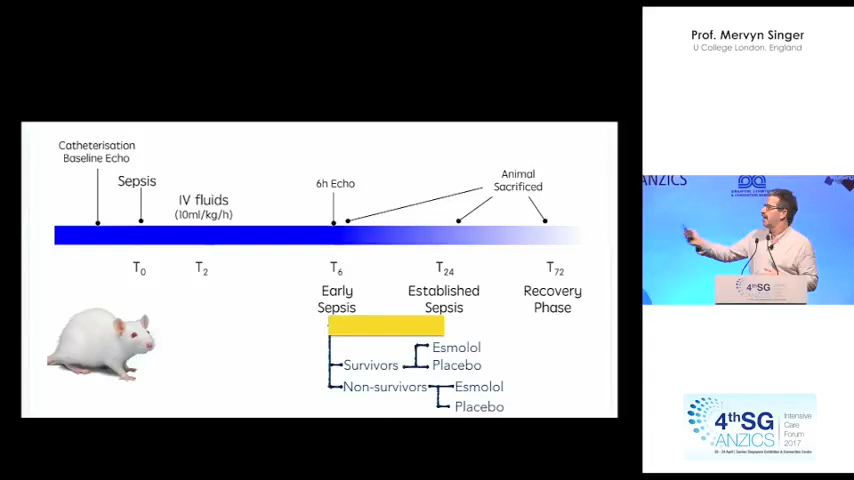 Prof. Mervyn Singer
U College London, England
Catheterisation
Baseline Echo
Sepsis
IV fluids
(10ml/kg/h)
6h Echo
Animal
Sacrificed
T0
T2
T6
T24
T72
Early
Sepsis
Established
Sepsis
Recovery
Phase
Survivors
Esmolol
Placebo
Non-survivors
Esmolol
Placebo
ANZICS
4thSG
4thSG
ANZICS
Intensive
Care
Forum
2017